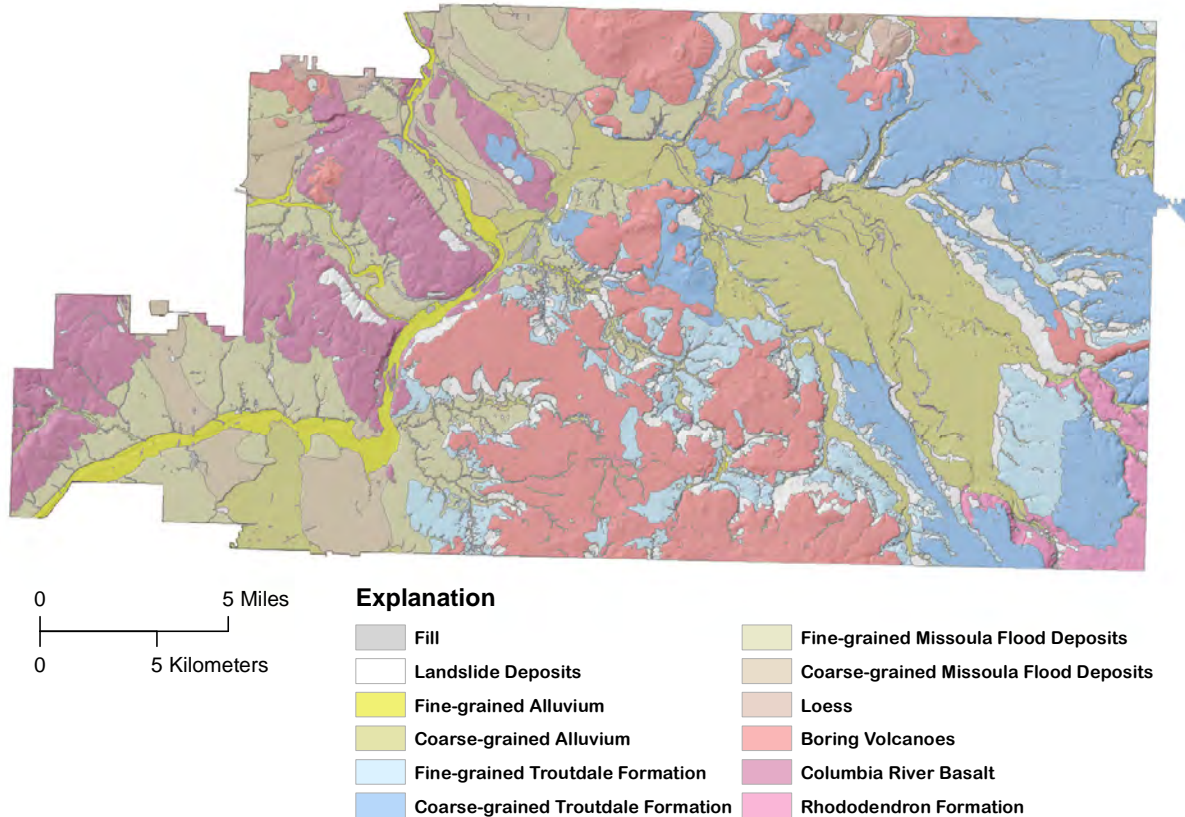 0 5 Miles
0 5 Kilometers
Explanation
Fill
Landslide Deposits
Fine-grained Alluvium
Coarse-grained Alluvium
Fine-grained Troutdale Formation
Coarse-grained Troutdale Formation
Fine-grained Missoula Flood Deposits
Coarse-grained Missoula Flood Deposits
Loess
Boring Volcanoes
Columbia River Basalt
Rhododendron Formation